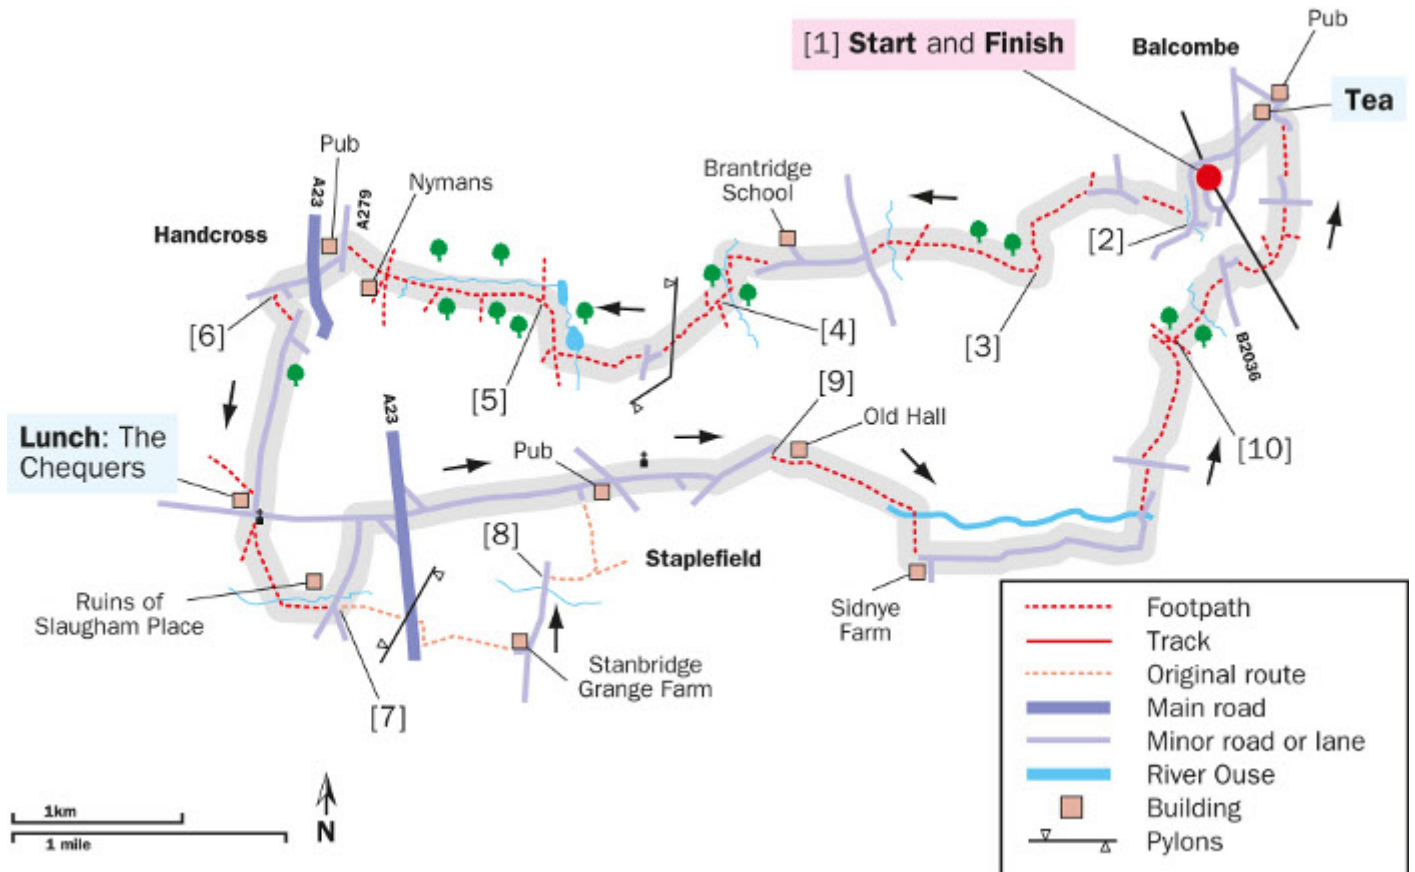 Pub
[1] Start and Finish
Balcombe
Tea
Pub
A23
A279
Nymans
Brantridge
School
Handcross
[2]
[6]
[4]
[3]
[5]
[9]
B2036
A23
Old Hall
Lunch: The
Chequers
Pub
[10]
[8]
Staplefield
Ruins of
Slaugham Place
Sidnye
Farm
Stanbridge
Grange Farm
[7]
Footpath
Track
Original route
Main road
Minor road or lane
River Ouse
Building
Pylons
1km
1 mile
N